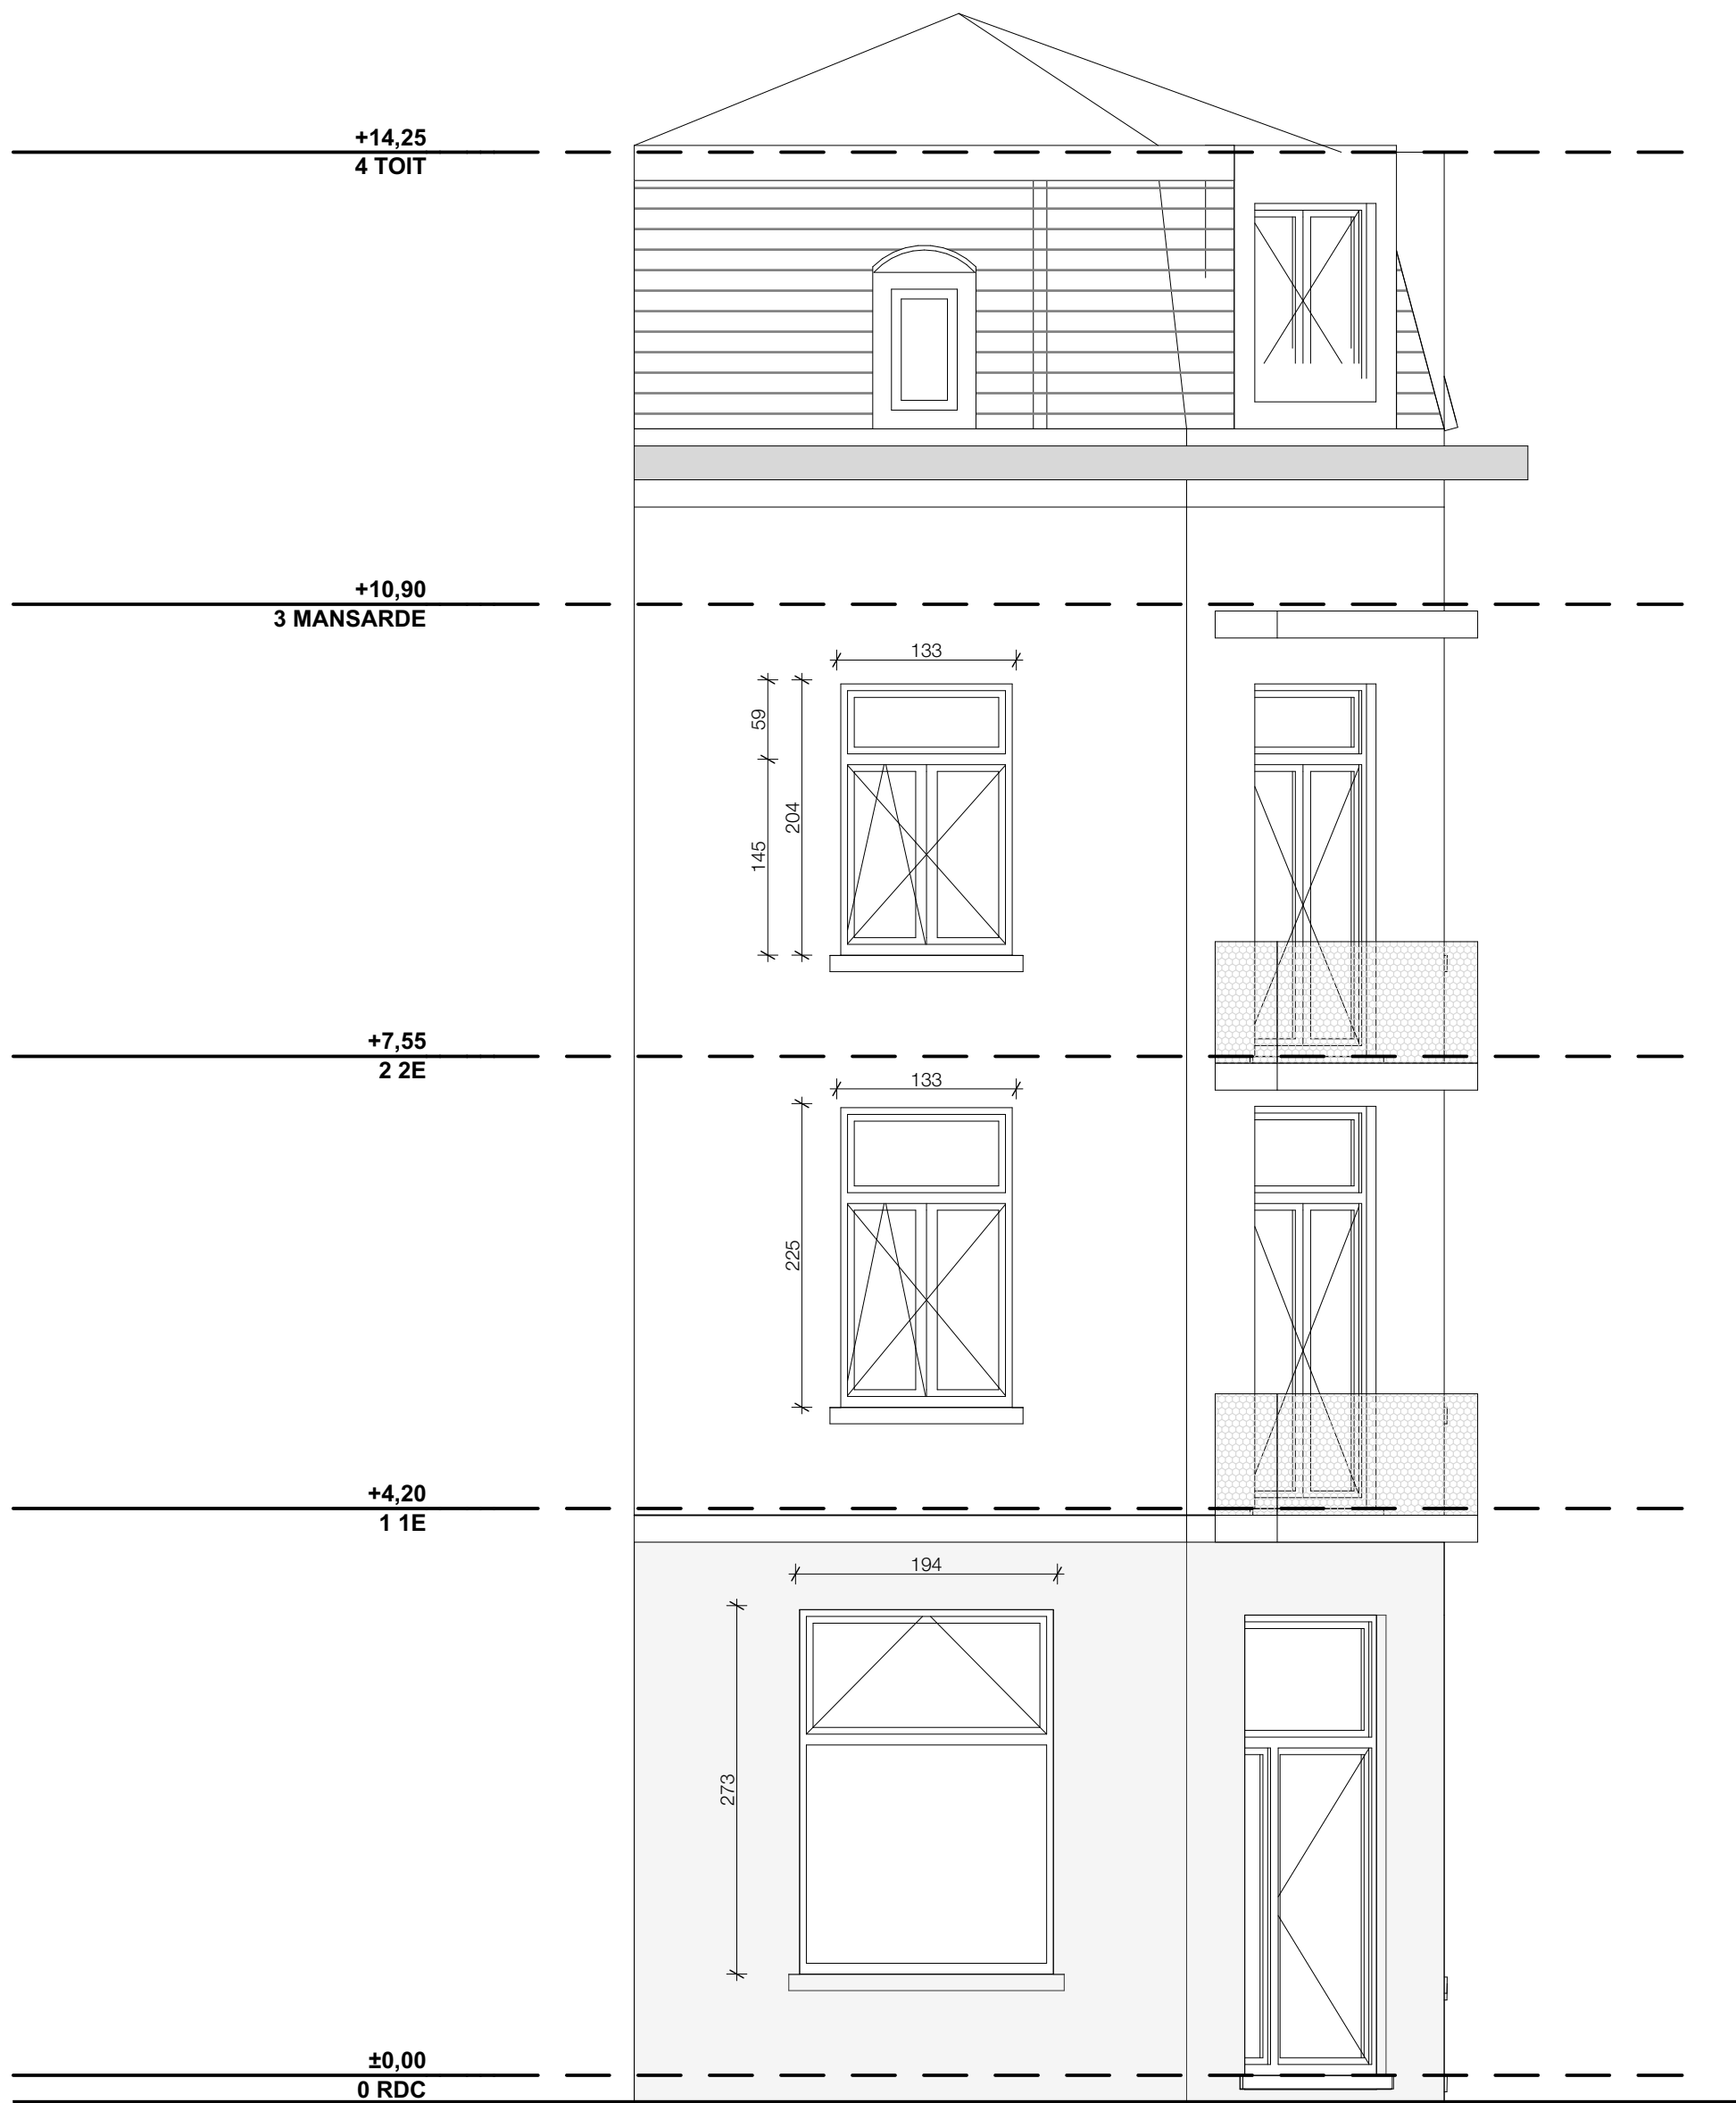 +14,25
4 TOIT
+10,90
3 MANSARDE
133
59
204
145
+7,55
2 2E
133
225
+4,20
1 1E
194
273
±0,00
0 RDC